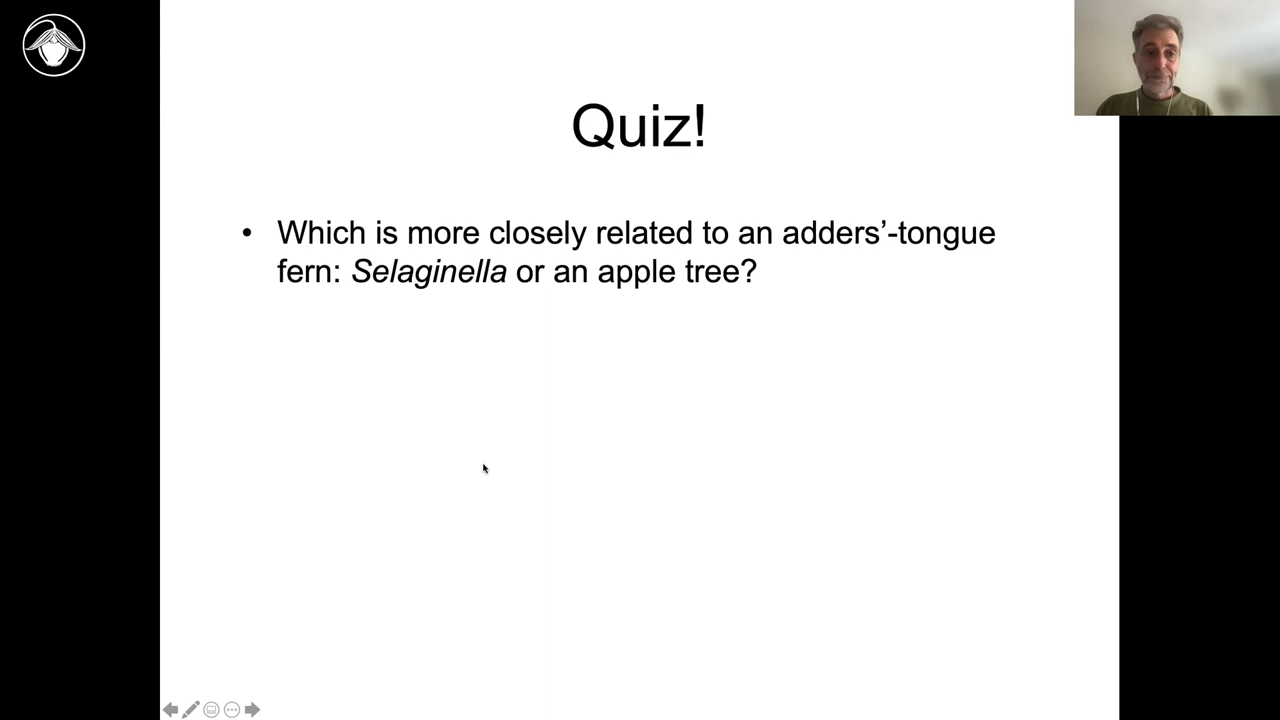 Quiz!
• Which is more closely related to an adders’-tongue
fern: Selaginella or an apple tree?